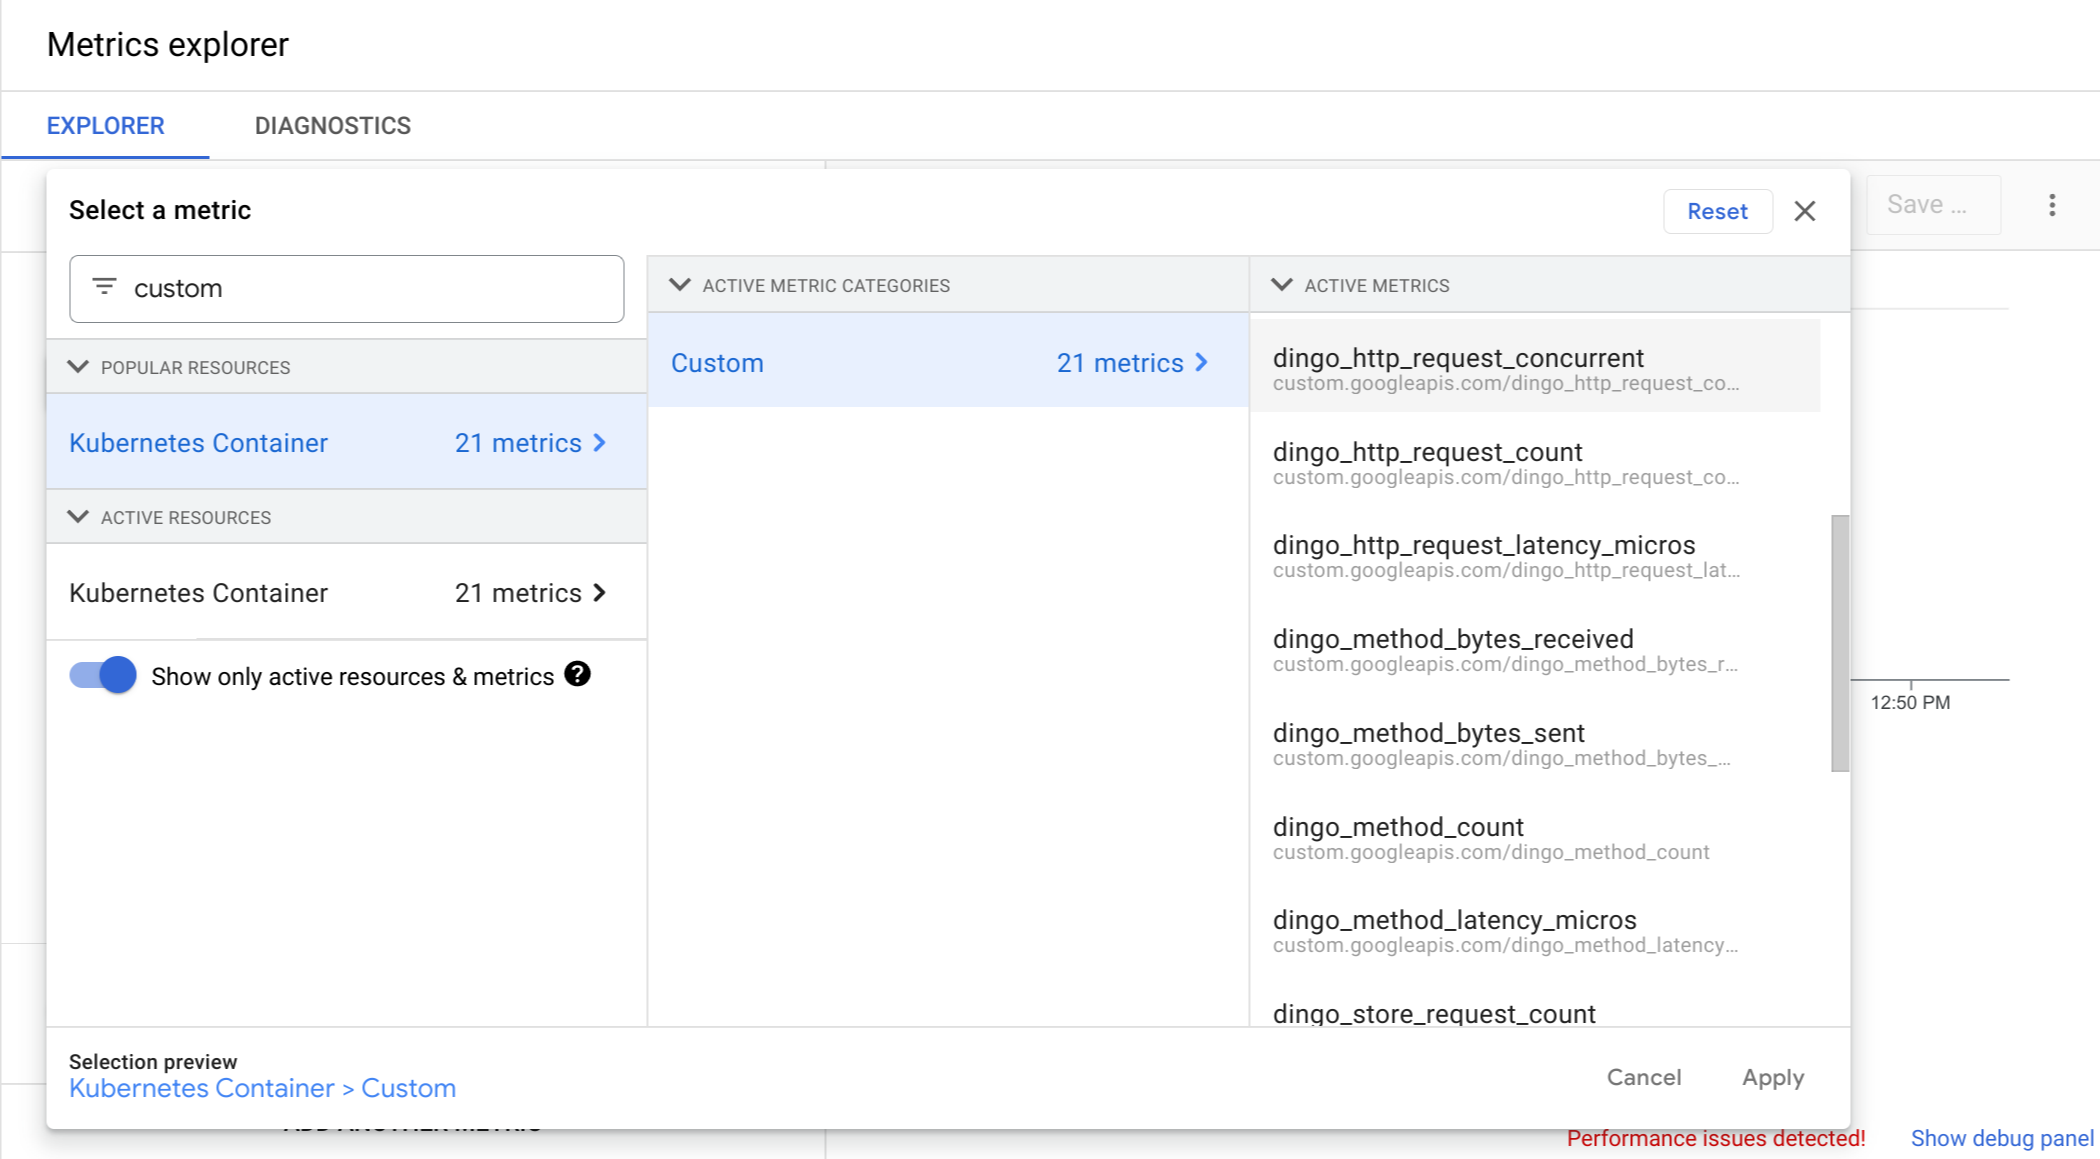 Metrics explorer
EXPLORER
DIAGNOSTICS
Select a metric
Reset
Save ...
custom
POPULAR RESOURCES
Kubernetes Container
21 metrics
ACTIVE RESOURCES
Kubernetes Container
21 metrics
Show only active resources & metrics
?
ACTIVE METRIC CATEGORIES
Custom
21 metrics
ACTIVE METRICS
dingo_http_request_concurrent
custom.googleapis.com/dingo_http_request_co...
dingo_http_request_count
custom.googleapis.com/dingo_http_request_co...
dingo_http_request_latency_micros
custom.googleapis.com/dingo_http_request_lat...
dingo_method_bytes_received
custom.googleapis.com/dingo_method_bytes_r...
dingo_method_bytes_sent
custom.googleapis.com/dingo_method_bytes_...
dingo_method_count
custom.googleapis.com/dingo_method_count
dingo_method_latency_micros
custom.googleapis.com/dingo_method_latency...
dingo_store_request_count
12:50 PM
Selection preview
Kubernetes Container > Custom
Cancel
Apply
ADD ANOTHER METRIC
Performance issues detected!
Show debug panel